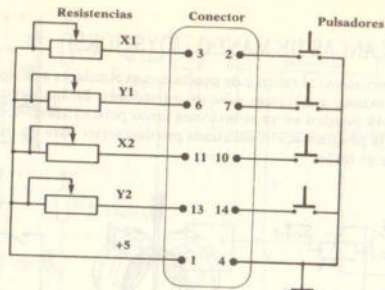 Resistencias Conector Pulsadores
X1 3 2
Y1 6 7
X2 11 10
Y2 13 14
+5 1 4